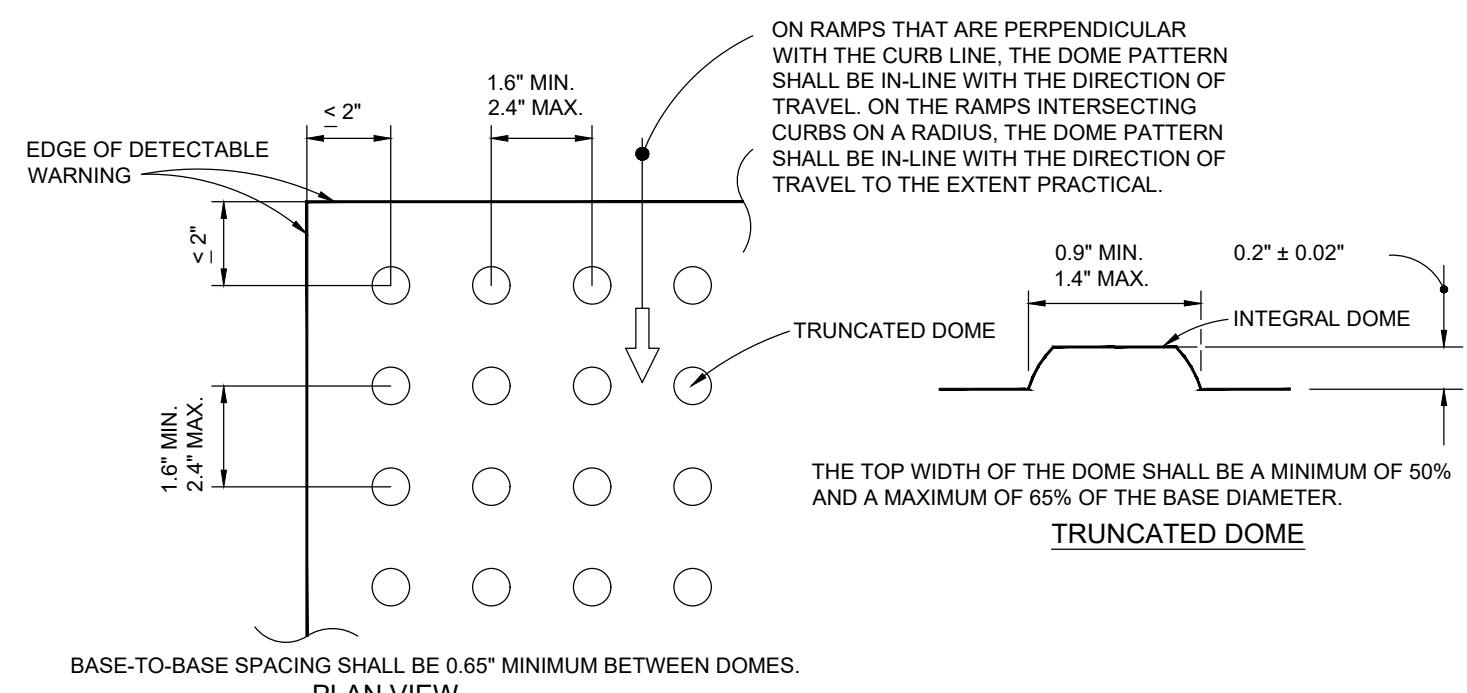 ON RAMPS THAT ARE PERPENDICULAR
WITH THE CURB LINE, THE DOME PATTERN
SHALL BE IN-LINE WITH THE DIRECTION OF
TRAVEL. ON THE RAMPS INTERSECTING
CURBS ON A RADIUS, THE DOME PATTERN
SHALL BE IN-LINE WITH THE DIRECTION OF
TRAVEL TO THE EXTENT PRACTICAL.
1.6" MIN.
2.4" MAX.
≤ 2"
EDGE OF DETECTABLE
WARNING
≤ 2"
TRUNCATED DOME
1.6" MIN.
2.4" MAX.
BASE-TO-BASE SPACING SHALL BE 0.65" MINIMUM BETWEEN DOMES.
PLAN VIEW
0.9" MIN.
1.4" MAX.
0.2" ± 0.02"
INTEGRAL DOME
THE TOP WIDTH OF THE DOME SHALL BE A MINIMUM OF 50%
AND A MAXIMUM OF 65% OF THE BASE DIAMETER.
TRUNCATED DOME